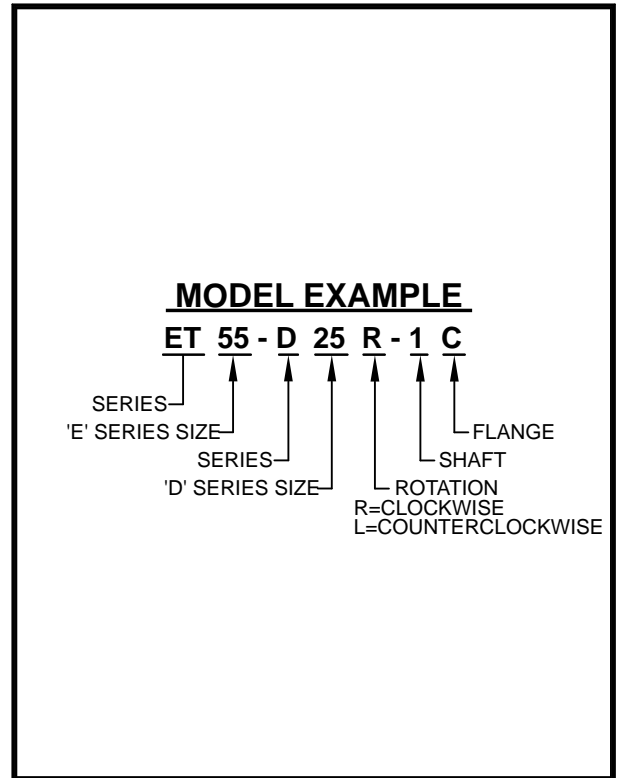 MODEL EXAMPLE
ET 55 - D 25 R - 1 C
SERIES
'E' SERIES SIZE
FLANGE
SERIES
SHAFT
'D' SERIES SIZE
ROTATION
R=CLOCKWISE
L=COUNTERCLOCKWISE